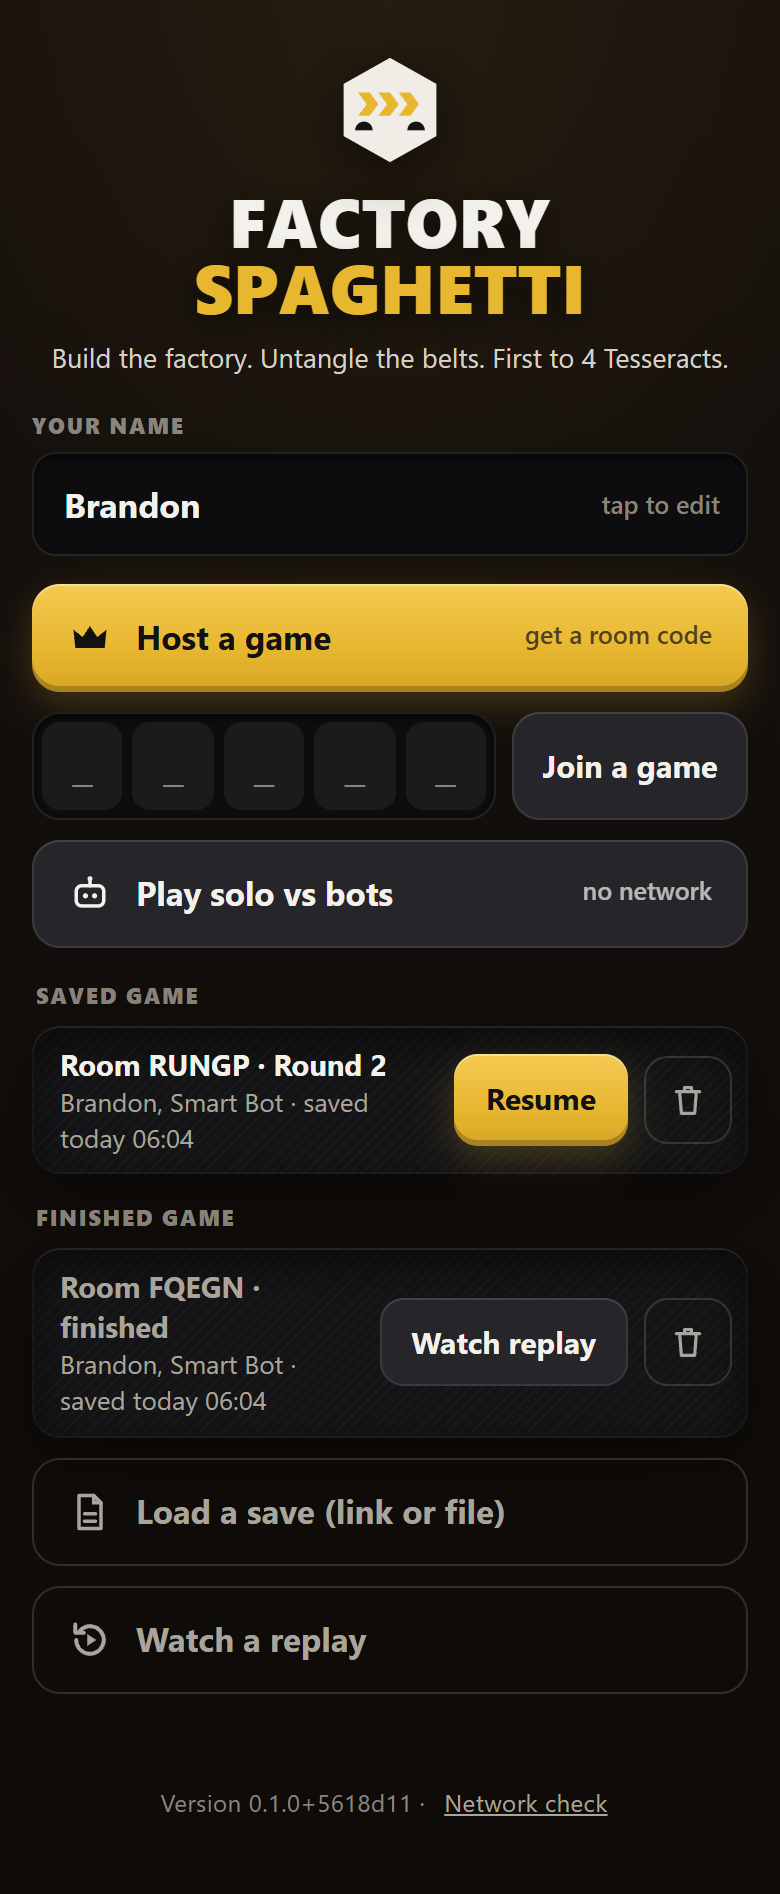 FACTORY
SPAGHETTI
Build the factory. Untangle the belts. First to 4 Tesseracts.
YOUR NAME
Brandon tap to edit
Host a game get a room code
_ _ _ _ _ Join a game
Play solo vs bots no network
SAVED GAME
Room RUNGP · Round 2
Brandon, Smart Bot · saved
today 06:04
Resume
FINISHED GAME
Room FQEGN ·
finished
Brandon, Smart Bot ·
saved today 06:04
Watch replay
Load a save (link or file)
Watch a replay
Version 0.1.0+5618d11 · Network check